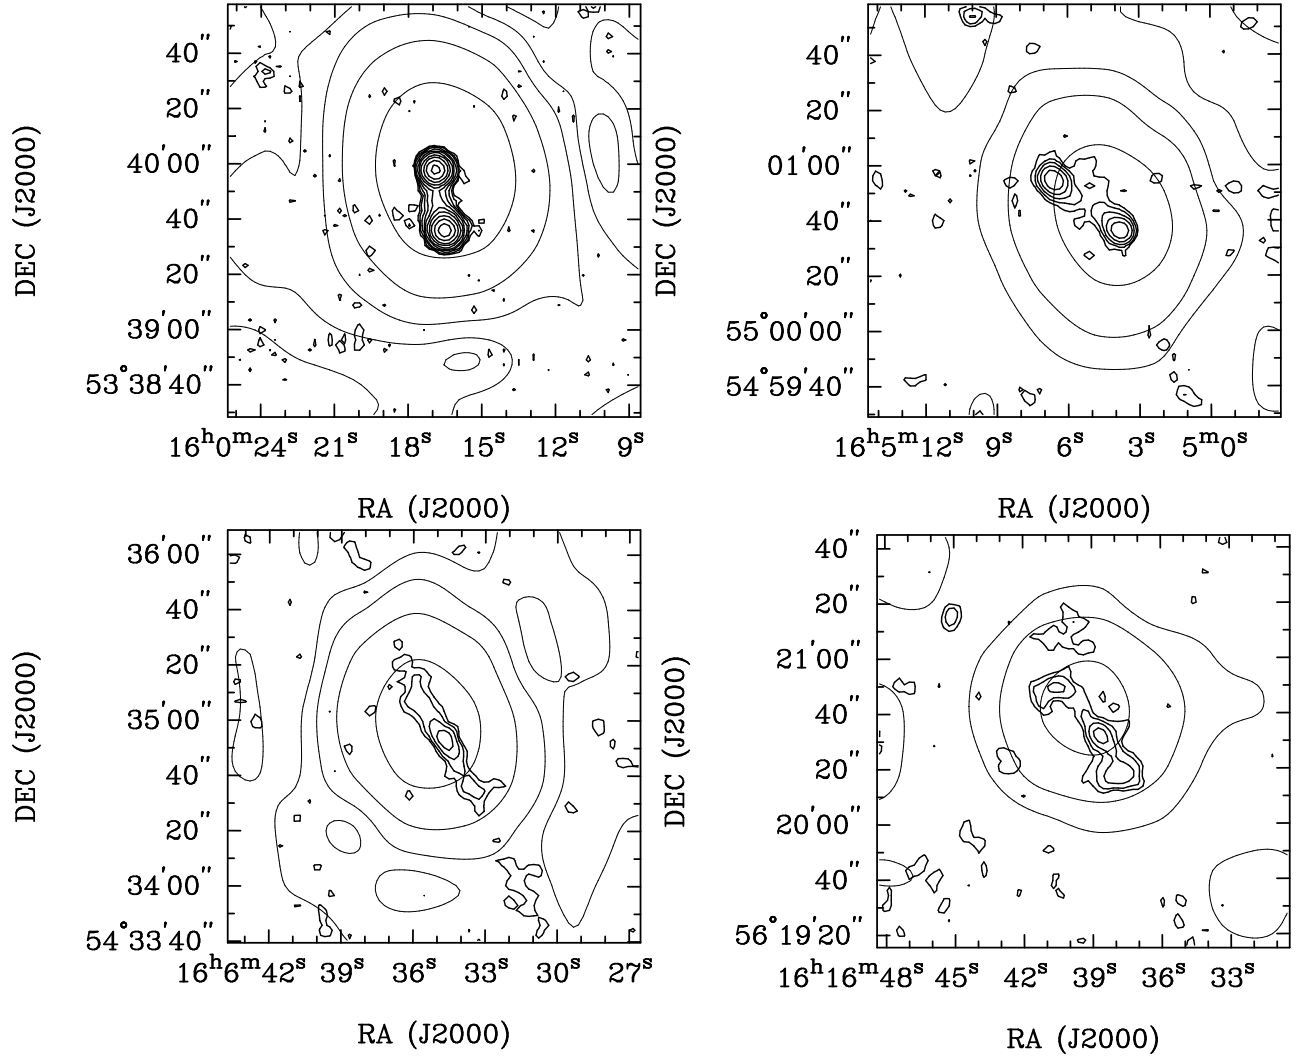 DEC (J2000)
40"
20"
40'00"
40"
20"
39'00"
53°38'40"
16ʰ0ᵐ24ˢ 21ˢ 18ˢ 15ˢ 12ˢ 9ˢ
RA (J2000)
DEC (J2000)
40"
20"
01'00"
40"
20"
55°00'00"
54°59'40"
16ʰ5ᵐ12ˢ 9ˢ 6ˢ 3ˢ 5ᵐ0ˢ
RA (J2000)
DEC (J2000)
36'00"
40"
20"
35'00"
40"
20"
34'00"
54°33'40"
16ʰ6ᵐ42ˢ 39ˢ 36ˢ 33ˢ 30ˢ 27ˢ
RA (J2000)
DEC (J2000)
40"
20"
21'00"
40"
20"
20'00"
40"
56°19'20"
16ʰ16ᵐ48ˢ 45ˢ 42ˢ 39ˢ 36ˢ 33ˢ
RA (J2000)